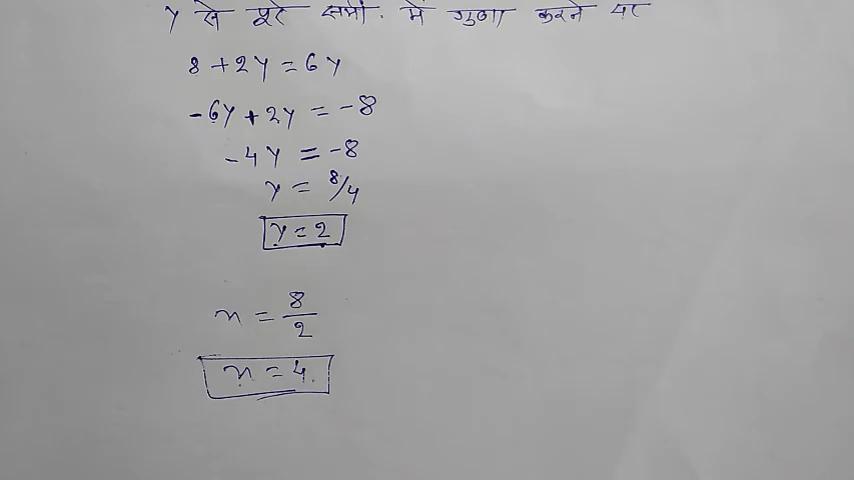 y से पूरे समी. में गुणा करने पर
8 + 2y = 6y
-6y + 2y = -8
-4y = -8
y = 8/4
y = 2
x = 8/2
x = 4